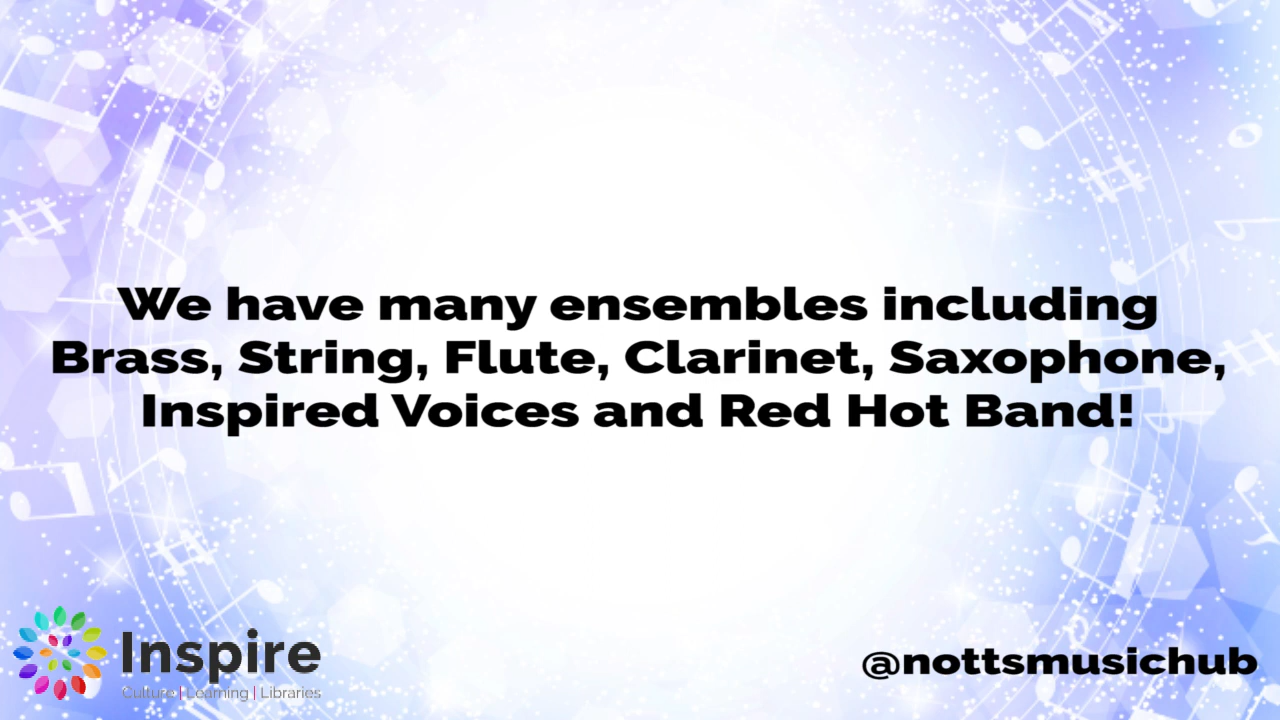 We have many ensembles including
Brass, String, Flute, Clarinet, Saxophone,
Inspired Voices and Red Hot Band!
Inspire
Culture | Learning | Libraries
@nottsmusichub